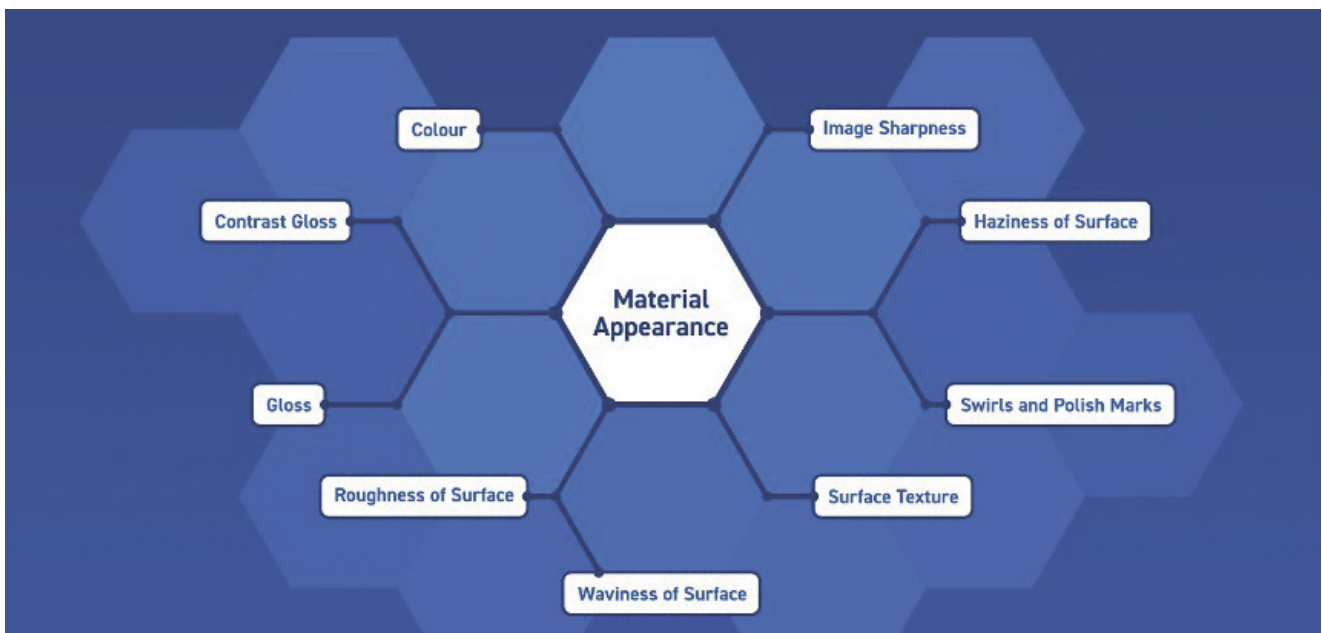 Colour
Image Sharpness
Contrast Gloss
Haziness of Surface
Material
Appearance
Gloss
Swirls and Polish Marks
Roughness of Surface
Surface Texture
Waviness of Surface